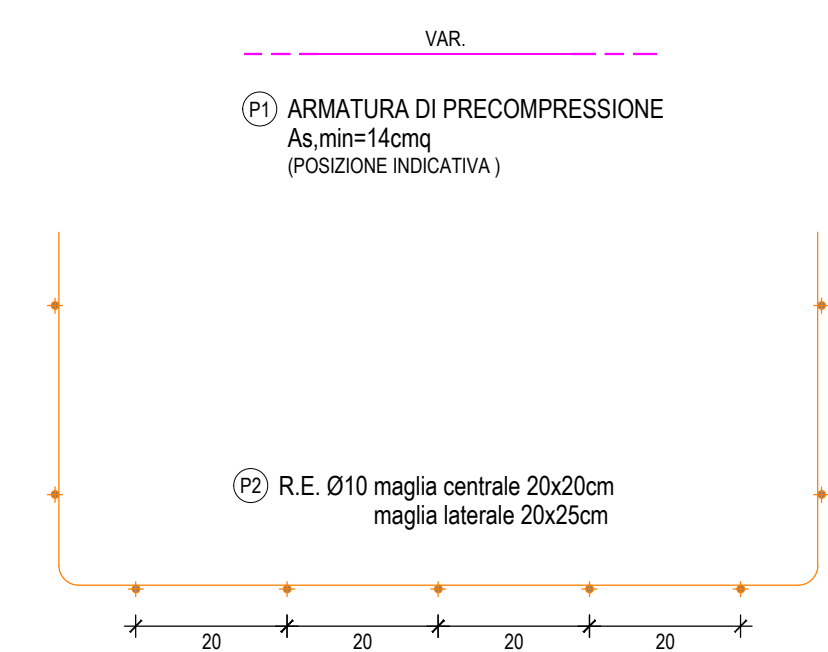 VAR.
P1 ARMATURA DI PRECOMPRESSIONE
As,min=14cmq
(POSIZIONE INDICATIVA )
P2 R.E. Ø10 maglia centrale 20x20cm
maglia laterale 20x25cm
20 20 20 20